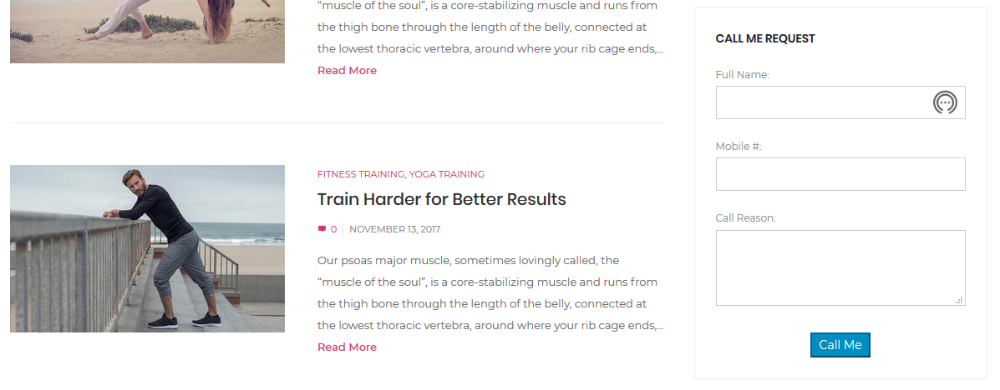 “muscle of the soul”, is a core-stabilizing muscle and runs from
the thigh bone through the length of the belly, connected at
the lowest thoracic vertebra, around where your rib cage ends,...
Read More
FITNESS TRAINING, YOGA TRAINING
Train Harder for Better Results
0 NOVEMBER 13, 2017
Our psoas major muscle, sometimes lovingly called, the
“muscle of the soul”, is a core-stabilizing muscle and runs from
the thigh bone through the length of the belly, connected at
the lowest thoracic vertebra, around where your rib cage ends,...
Read More
CALL ME REQUEST
Full Name:
Mobile #:
Call Reason:
Call Me